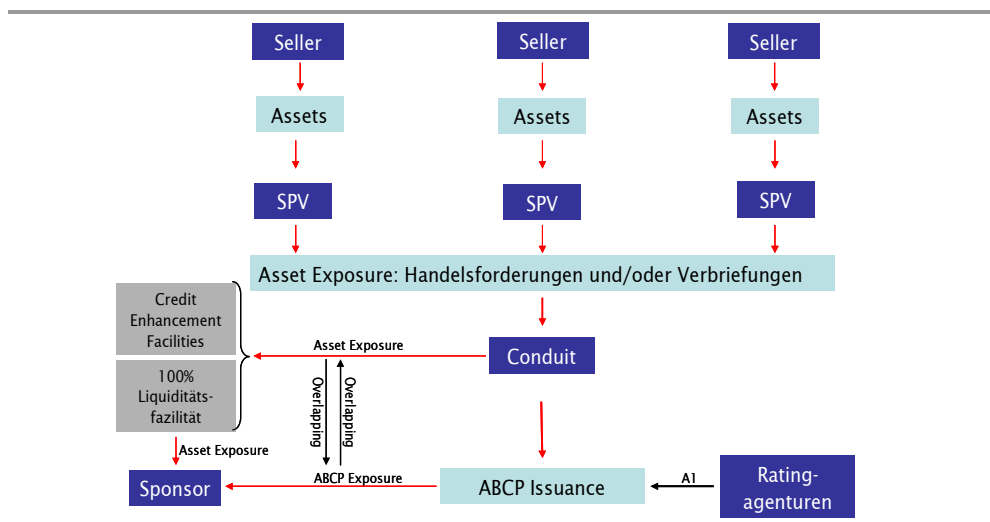 Seller
Seller
Seller
Assets
Assets
Assets
SPV
SPV
SPV
Asset Exposure: Handelsforderungen und/oder Verbriefungen
Credit
Enhancement
Facilities
Asset Exposure
Conduit
100%
Liquiditäts-
fazilität
Overlapping
Overlapping
Asset Exposure
Sponsor
ABCP Exposure
ABCP Issuance
A1
Rating-
agenturen